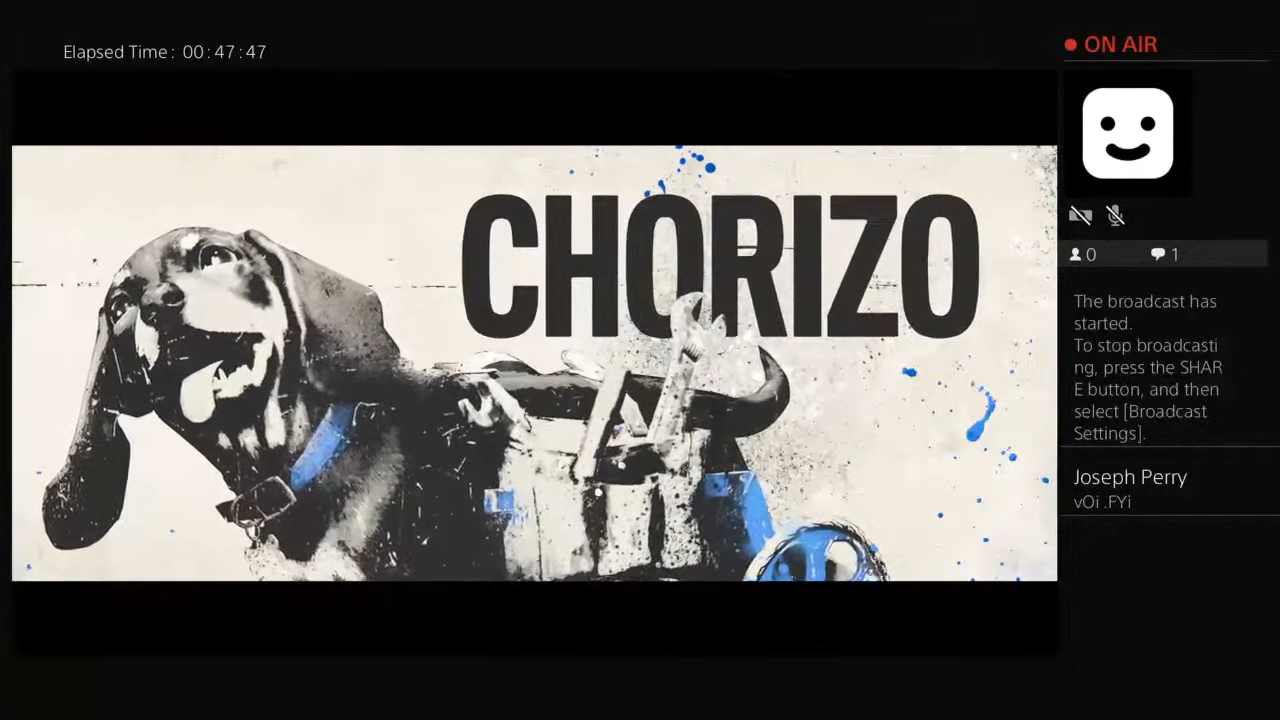 Elapsed Time: 00:47:47
ON AIR
CHORIZO
0 1
The broadcast has
started.
To stop broadcasti
ng, press the SHAR
E button, and then
select [Broadcast
Settings].
Joseph Perry
vOi .FYi